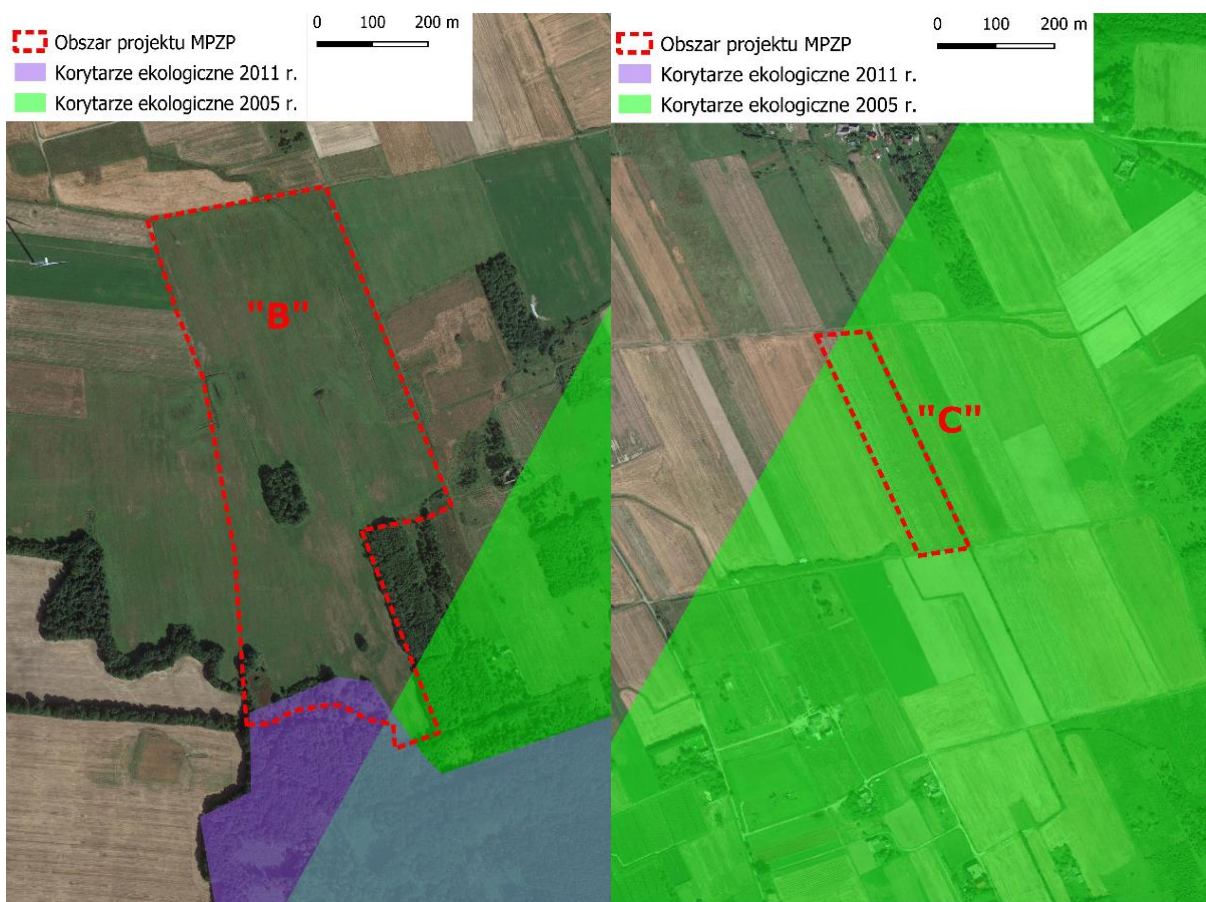 0 100 200 m
Obszar projektu MPZP
Korytarze ekologiczne 2011 r.
Korytarze ekologiczne 2005 r.
"B"
0 100 200 m
Obszar projektu MPZP
Korytarze ekologiczne 2011 r.
Korytarze ekologiczne 2005 r.
"C"